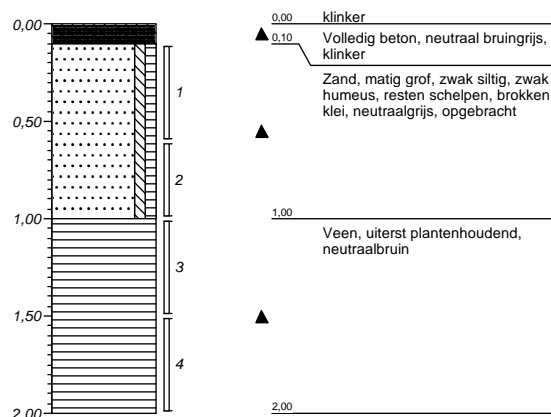 0,00
0,50
1,00
1,50
2,00
1
2
3
4
0,00 klinker
0,10 Volledig beton, neutraal bruingrijs,
klinker
Zand, matig grof, zwak siltig, zwak
humeus, resten schelpen, brokken
klei, neutraalgrijs, opgebracht
1,00
Veen, uiterst plantenhoudend,
neutraalbruin
2,00